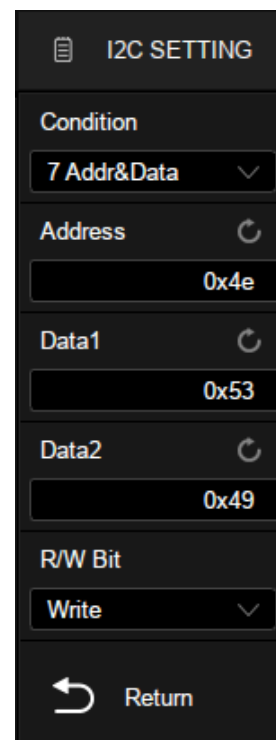 I2C SETTING
Condition
7 Addr&Data
Address
0x4e
Data1
0x53
Data2
0x49
R/W Bit
Write
Return